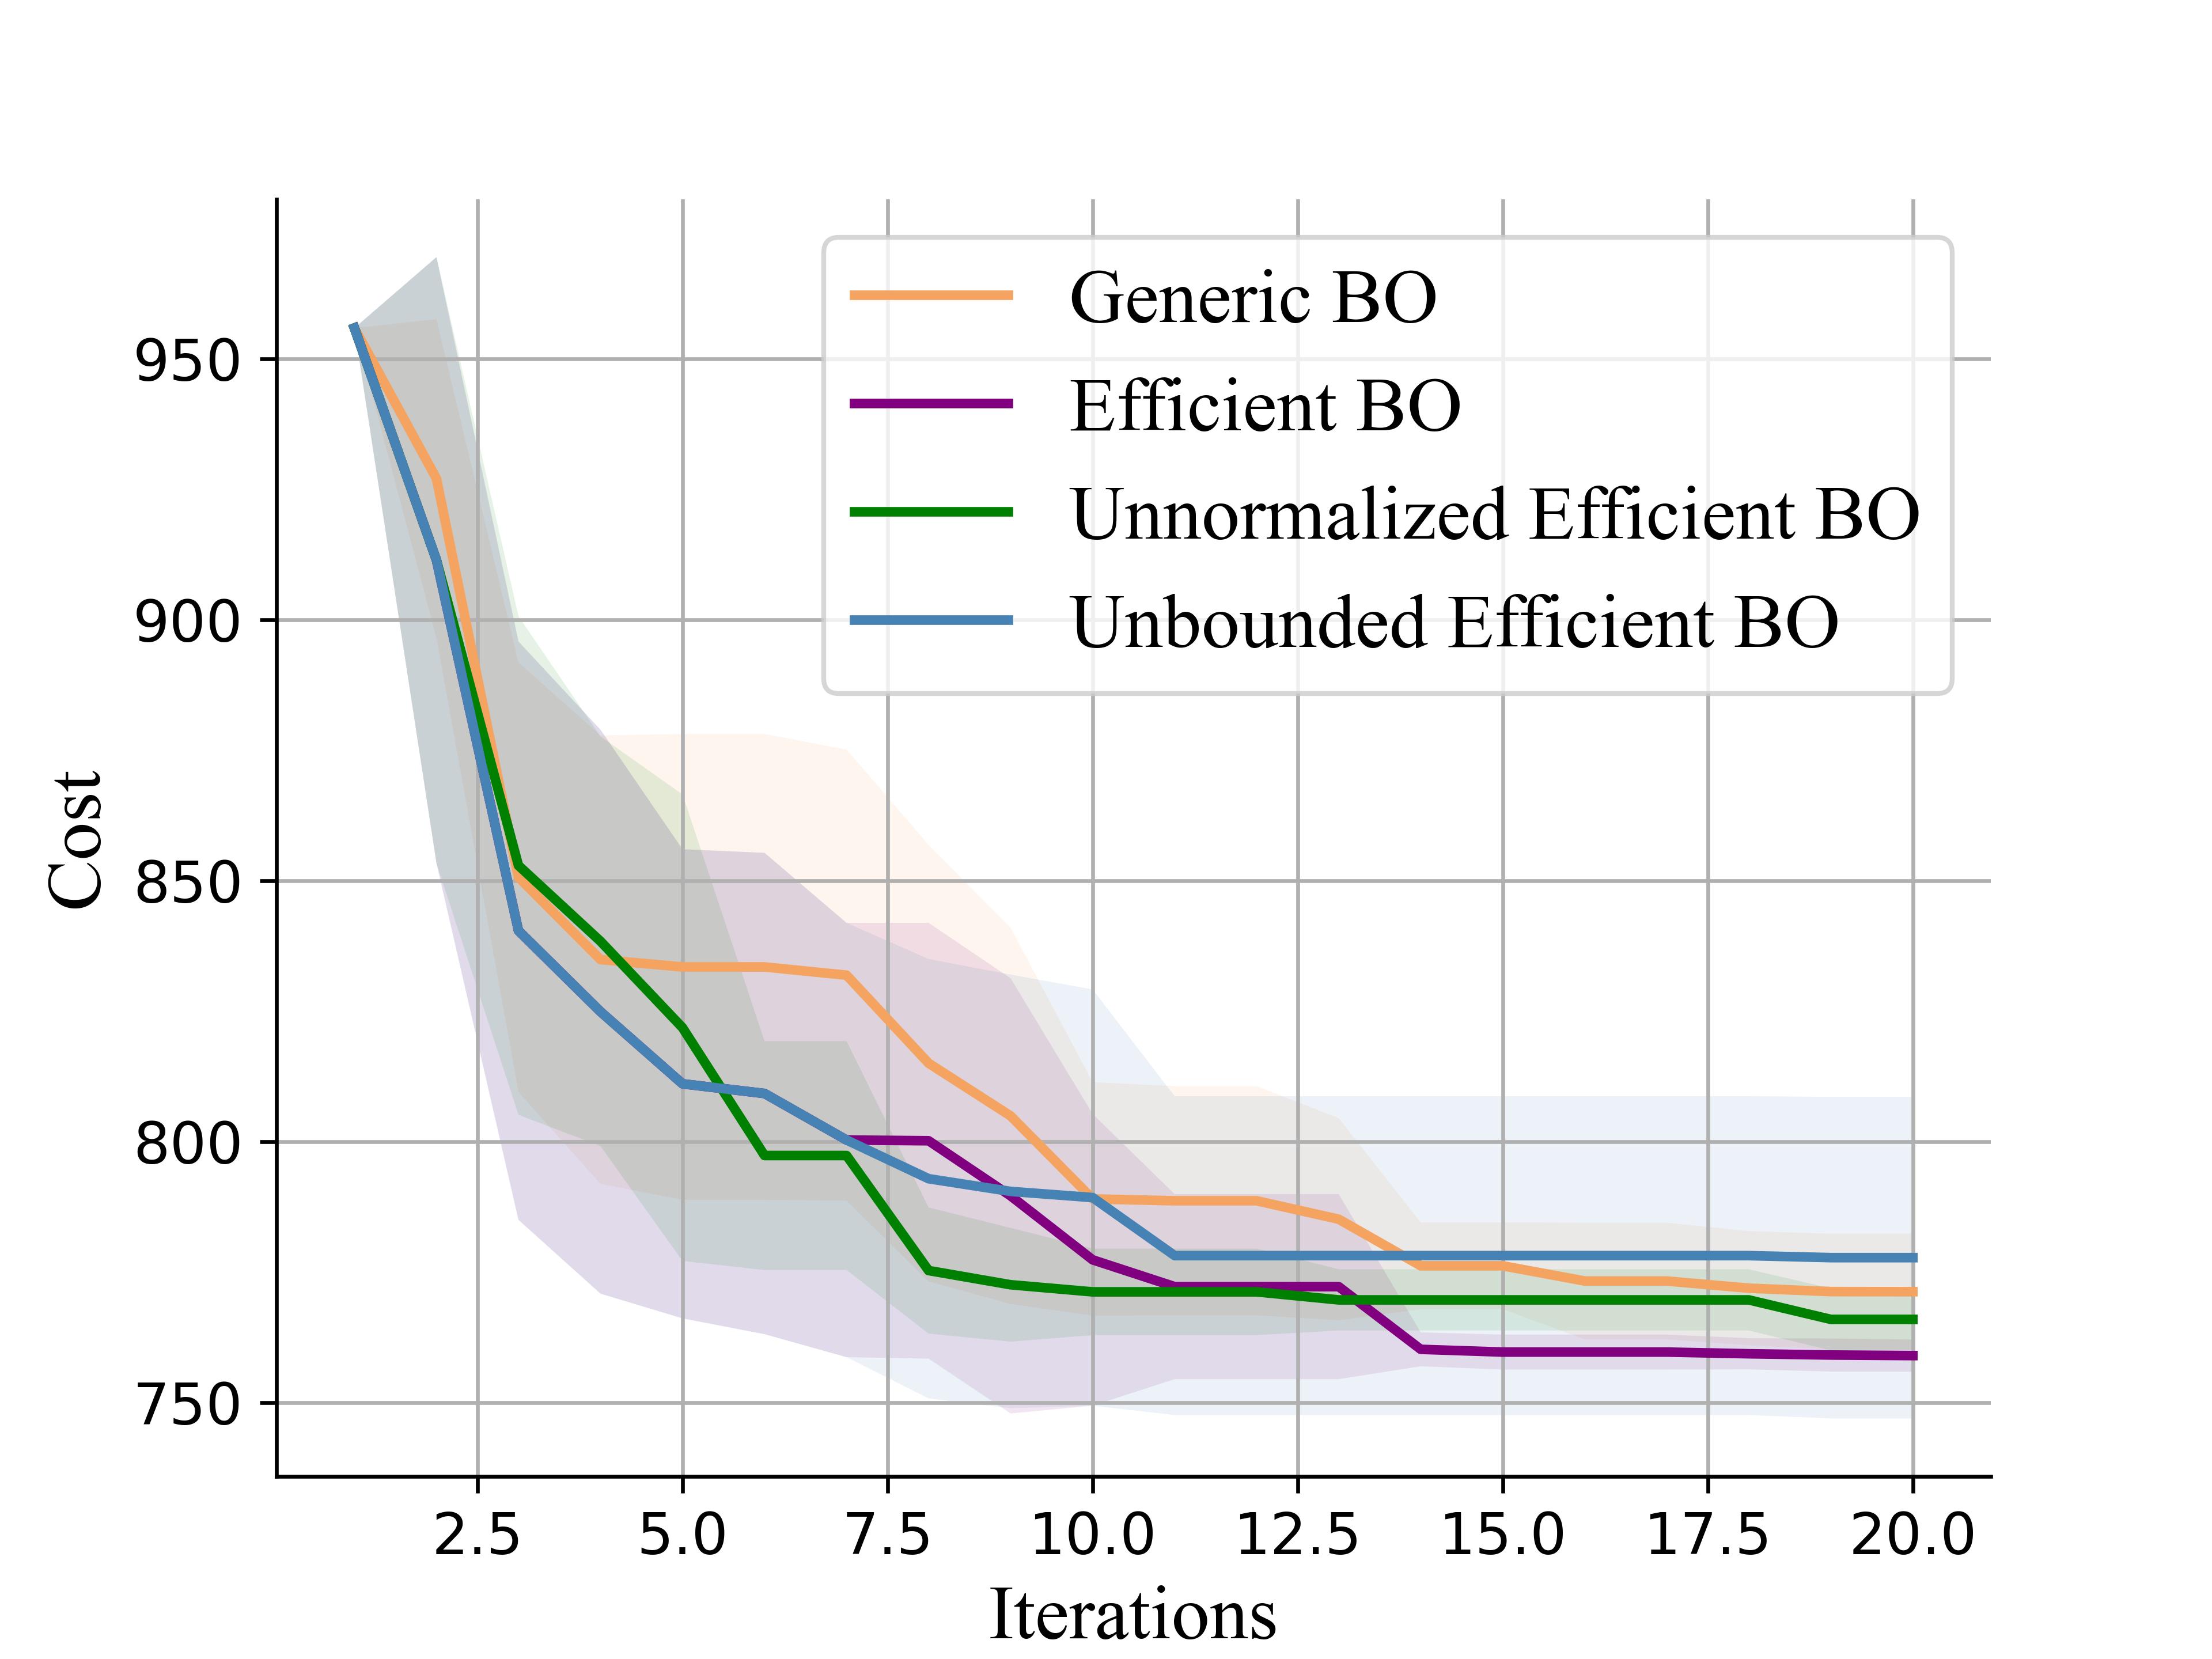 Generic BO
Efficient BO
Unnormalized Efficient BO
Unbounded Efficient BO
Cost
950
900
850
800
750
2.5 5.0 7.5 10.0 12.5 15.0 17.5 20.0
Iterations